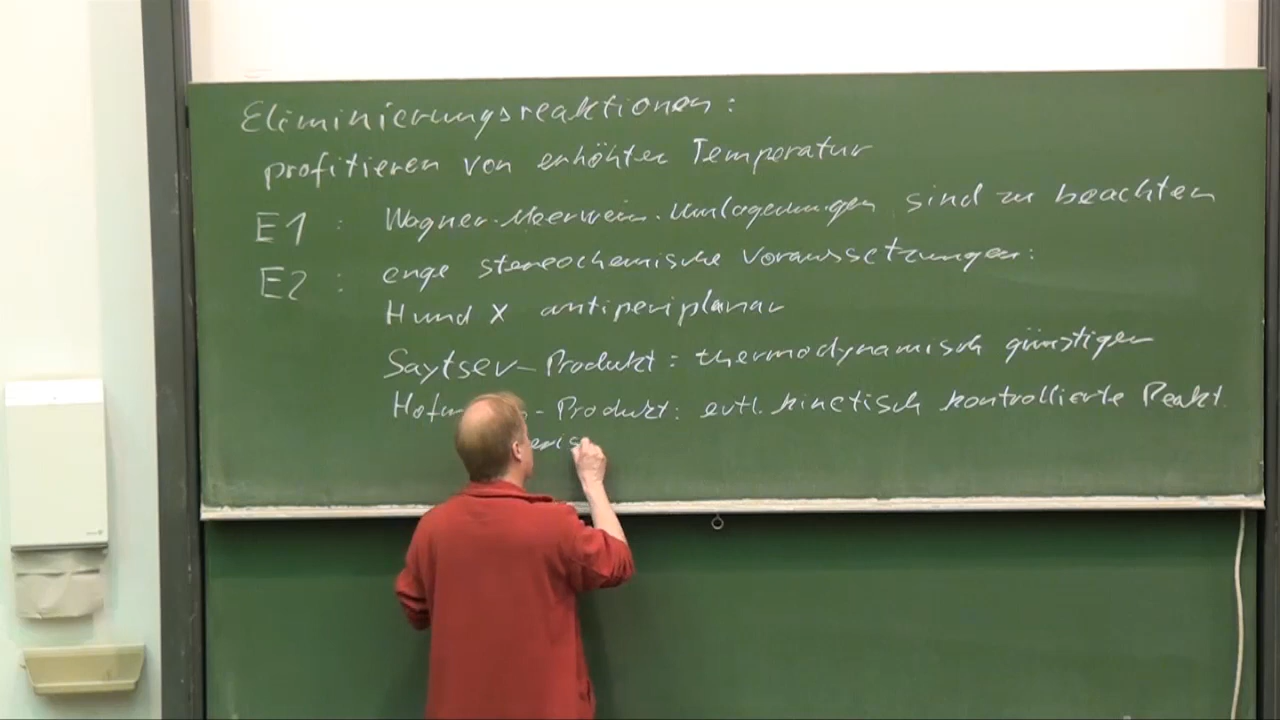 Eliminierungsreaktionen:
profitieren von erhöhter Temperatur
E1 : Wagner-Meerwein-Umlagerungen sind zu beachten
E2 : enge stereochemische Voraussetzungen:
H und X antiperiplanar
Saytsev-Produkt: thermodynamisch günstiger
-Produkt: evtl. kinetisch kontrollierte Reakt.